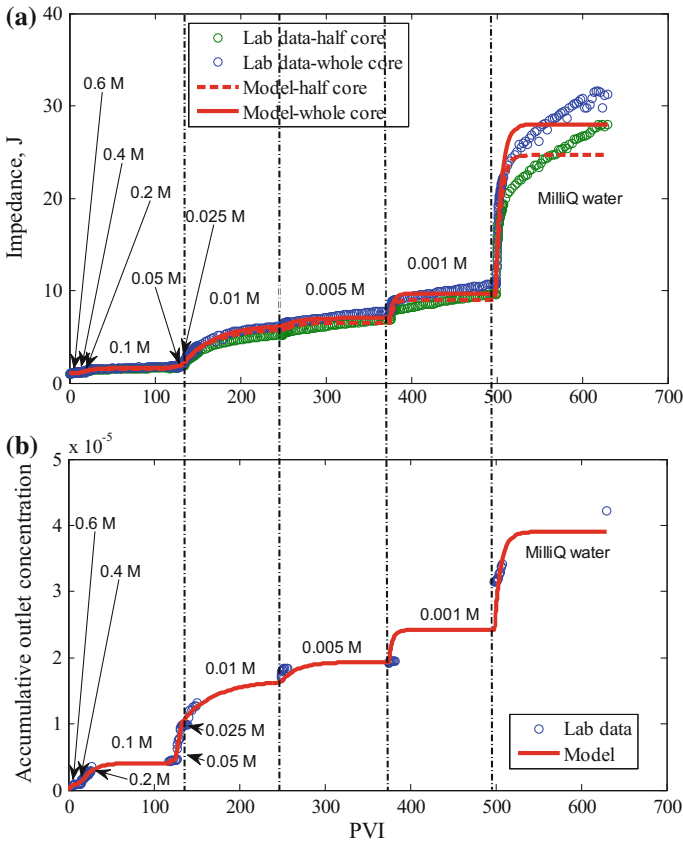 (a)
Lab data-half core
Lab data-whole core
Model-half core
Model-whole core
40
30
20
10
0
Impedance, J
0.6 M
0.4 M
0.2 M
0.025 M
0.05 M
0.1 M
0.01 M
0.005 M
0.001 M
MilliQ water
0 100 200 300 400 500 600 700
(b)
x 10^-5
5
4
3
2
1
0
Accumulative outlet concentration
0.6 M
0.4 M
0.1 M
0.2 M
0.01 M
0.025 M
0.05 M
0.005 M
0.001 M
MilliQ water
Lab data
Model
0 100 200 300 400 500 600 700
PVI